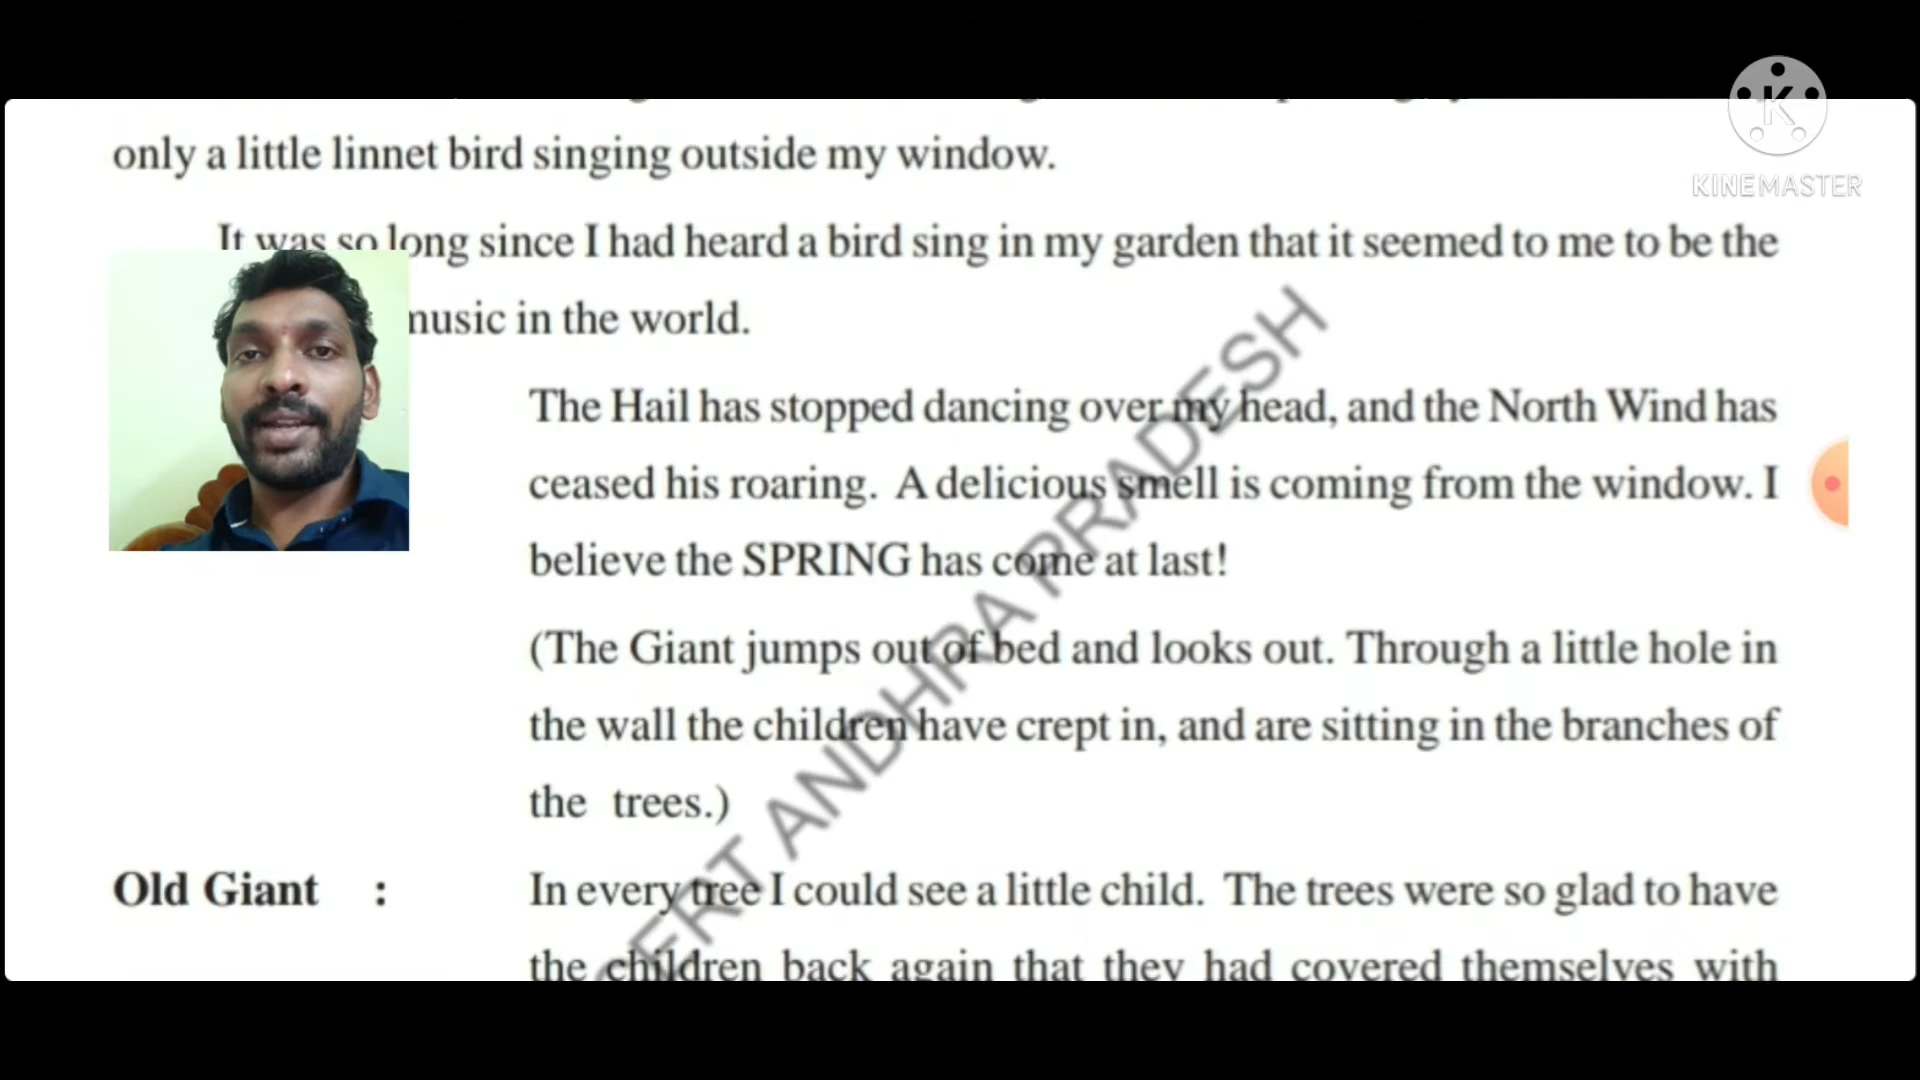 only a little linnet bird singing outside my window.
KINEMASTER
It was so long since I had heard a bird sing in my garden that it seemed to me to be the
music in the world.
The Hail has stopped dancing over my head, and the North Wind has
ceased his roaring. A delicious smell is coming from the window. I
believe the SPRING has come at last!
(The Giant jumps out of bed and looks out. Through a little hole in
the wall the children have crept in, and are sitting in the branches of
the trees.)
Old Giant : In every tree I could see a little child. The trees were so glad to have
the children back again that they had covered themselves with
ANDHRA PRADESH